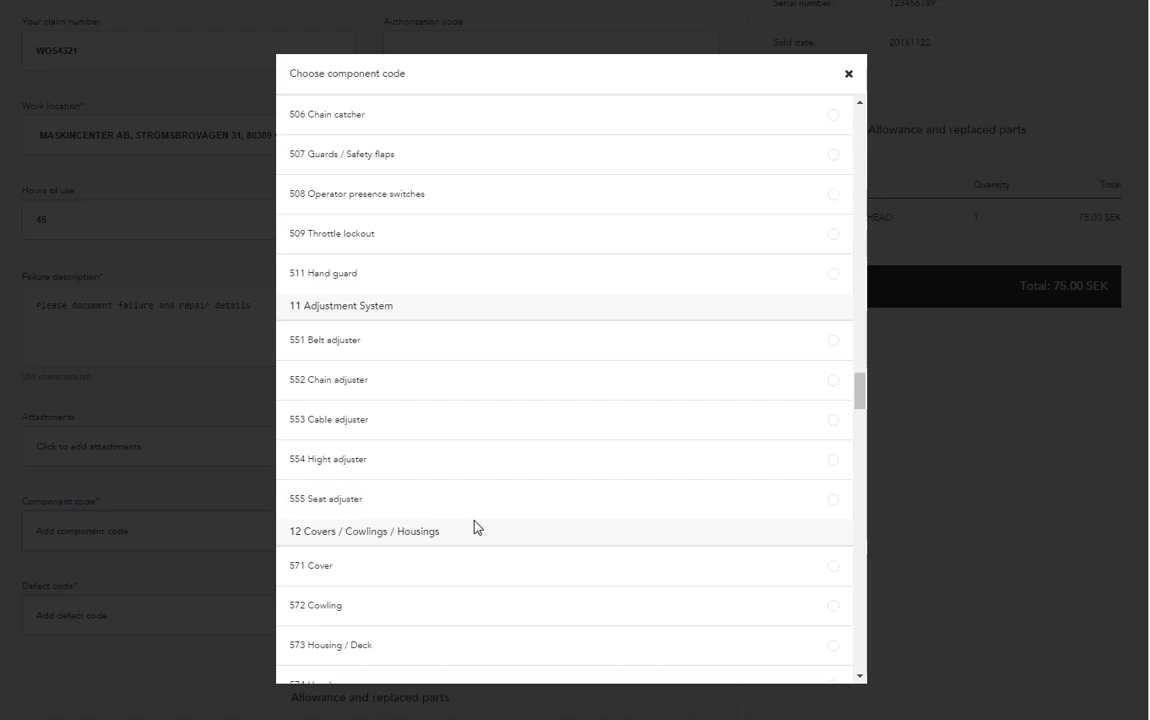 Your claim number
Authorization code
Serial number:
123456789
WO54321
Sold date:
20161122
Choose component code
Work location*
MASKINCENTER AB, STRÖMSBROVÄGEN 31, 80309
506 Chain catcher
Allowance and replaced parts
507 Guards / Safety flaps
Hours of use
508 Operator presence switches
Quantity
Total
45
HEAD
1
75.00 SEK
509 Throttle lockout
Failure description*
511 Hand guard
Total: 75.00 SEK
Please document failure and repair details
11 Adjustment System
551 Belt adjuster
characters left
552 Chain adjuster
Attachments
553 Cable adjuster
Click to add attachments
554 Hight adjuster
Component code*
555 Seat adjuster
Add component code
12 Covers / Cowlings / Housings
571 Cover
Defect code*
572 Cowling
Add defect code
573 Housing / Deck
Allowance and replaced parts